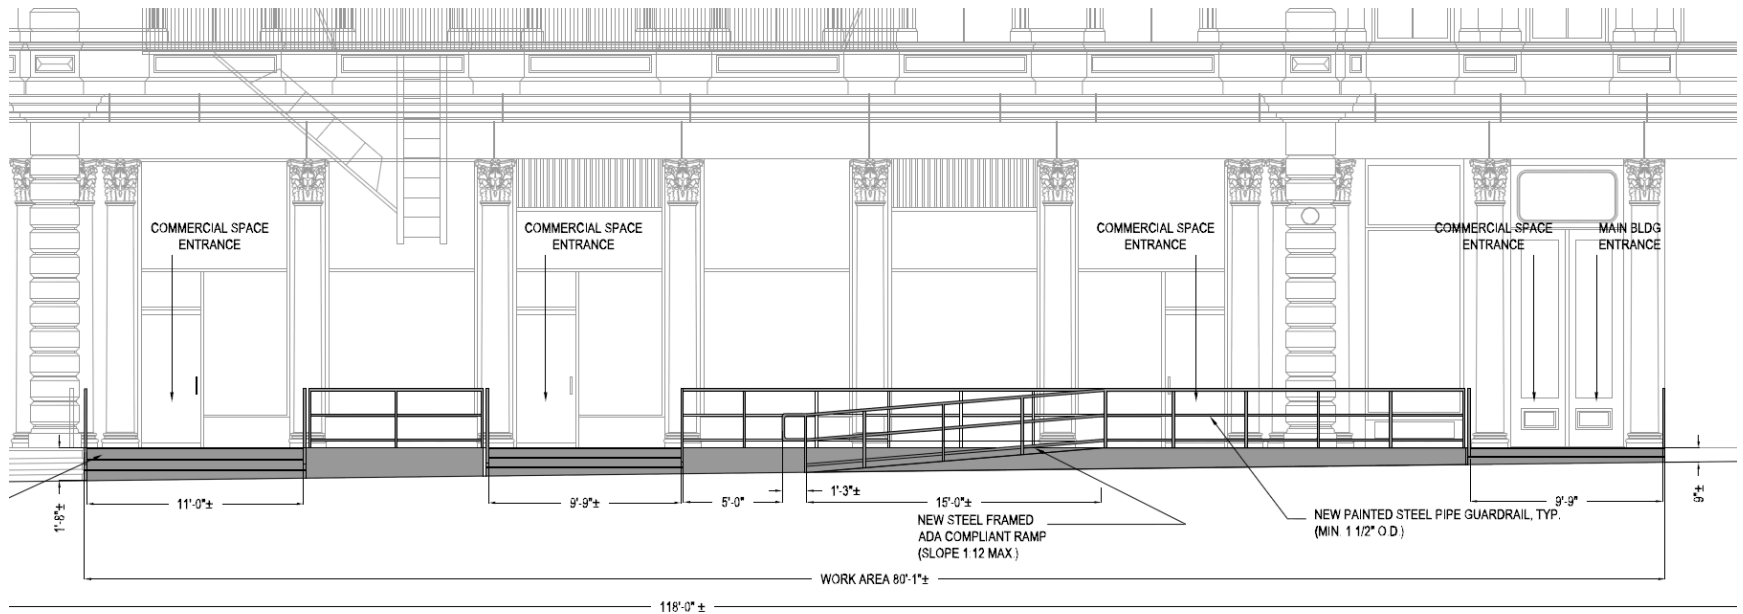 COMMERCIAL SPACE
ENTRANCE
COMMERCIAL SPACE
ENTRANCE
COMMERCIAL SPACE
ENTRANCE
COMMERCIAL SPACE
ENTRANCE
MAIN BLDG
ENTRANCE
1'-8"±
11'-0"±
9'-9"±
5'-0"
1'-3"±
15'-0"±
9'-9"
9"±
NEW STEEL FRAMED
ADA COMPLIANT RAMP
(SLOPE 1:12 MAX.)
NEW PAINTED STEEL PIPE GUARDRAIL, TYP.
(MIN. 1 1/2" O.D.)
WORK AREA 80'-1"±
118'-0" ±